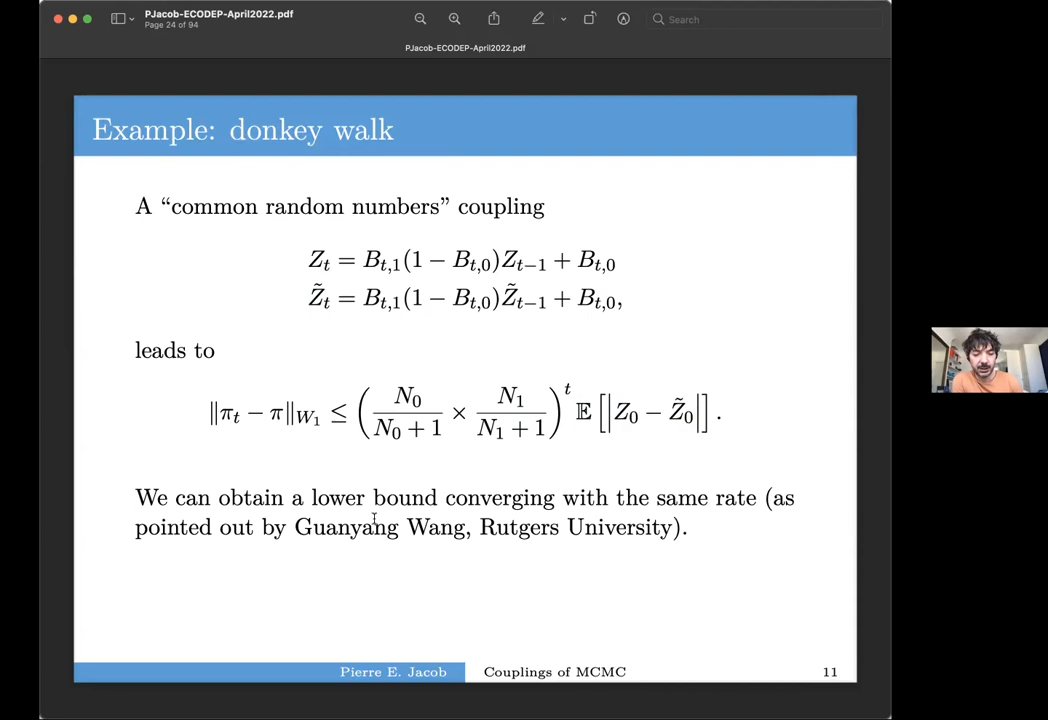 PJacob-ECODEP-April2022.pdf
Page 24 of 94
Search
PJacob-ECODEP-April2022.pdf
Example: donkey walk
A “common random numbers” coupling
Z_t = B_{t,1}(1 − B_{t,0})Z_{t−1} + B_{t,0}
Z̃_t = B_{t,1}(1 − B_{t,0})Z̃_{t−1} + B_{t,0},
leads to
‖π_t − π‖_{W_1} ≤ (N_0/(N_0 + 1) × N_1/(N_1 + 1))^t 𝔼[|Z_0 − Z̃_0|].
We can obtain a lower bound converging with the same rate (as
pointed out by Guanyang Wang, Rutgers University).
Pierre E. Jacob Couplings of MCMC 11